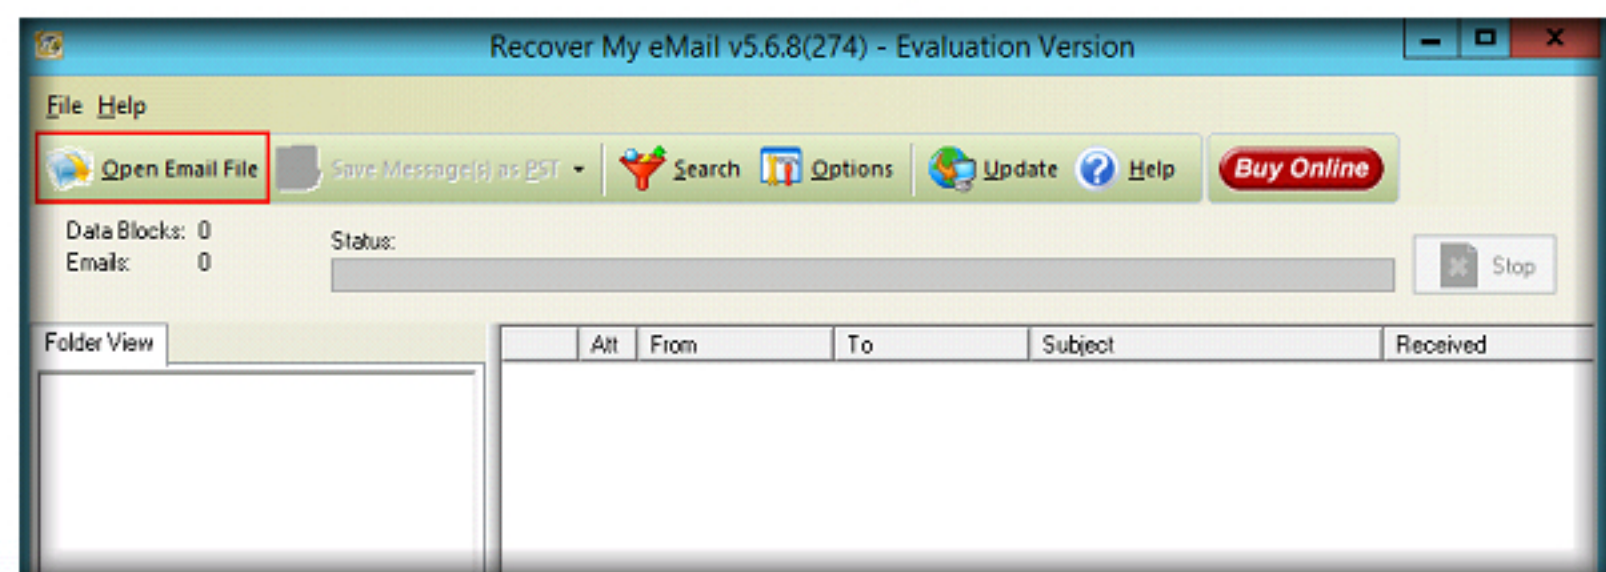 Recover My eMail v5.6.8(274) - Evaluation Version
File Help
Open Email File Save Message(s) as PST Search Options Update Help Buy Online
Data Blocks: 0
Emails: 0
Status:
Stop
Folder View
Att From To Subject Received